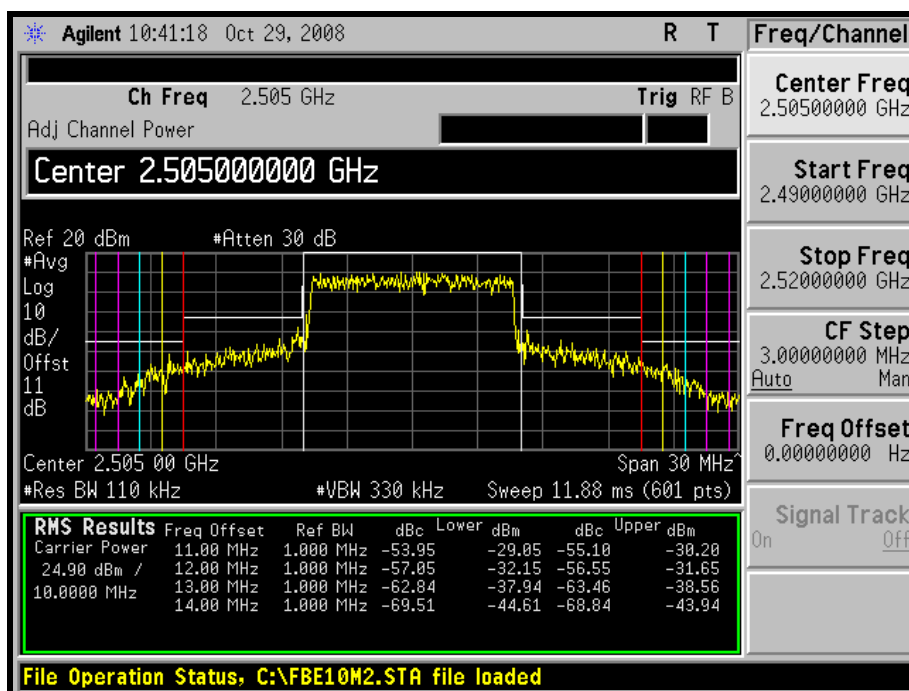 Agilent 10:41:18 Oct 29, 2008 R T
Ch Freq 2.505 GHz Trig RF B
Adj Channel Power
Center 2.505000000 GHz
Ref 20 dBm #Atten 30 dB
#Avg
Log
10
dB/
Offst
11
dB
Center 2.505 00 GHz Span 30 MHz^
#Res BW 110 kHz #VBW 330 kHz Sweep 11.88 ms (601 pts)
RMS Results Freq Offset Ref BW dBc Lower dBm dBc Upper dBm
Carrier Power 11.00 MHz 1.000 MHz -53.95 -29.05 -55.10 -30.20
24.90 dBm / 12.00 MHz 1.000 MHz -57.05 -32.15 -56.55 -31.65
10.0000 MHz 13.00 MHz 1.000 MHz -62.84 -37.94 -63.46 -38.56
14.00 MHz 1.000 MHz -69.51 -44.61 -68.84 -43.94
File Operation Status, C:\FBE10M2.STA file loaded
Freq/Channel
Center Freq
2.50500000 GHz
Start Freq
2.49000000 GHz
Stop Freq
2.52000000 GHz
CF Step
3.00000000 MHz
Auto Man
Freq Offset
0.00000000 Hz
Signal Track
On Off